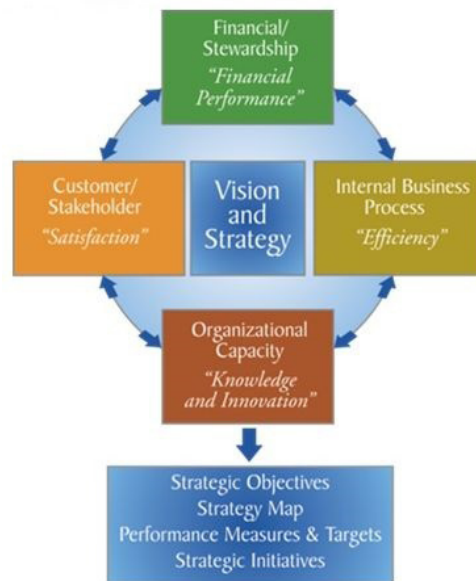 Financial/
Stewardship
“Financial
Performance”
Customer/
Stakeholder
“Satisfaction”
Vision
and
Strategy
Internal Business
Process
“Efficiency”
Organizational
Capacity
“Knowledge
and Innovation”
Strategic Objectives
Strategy Map
Performance Measures & Targets
Strategic Initiatives